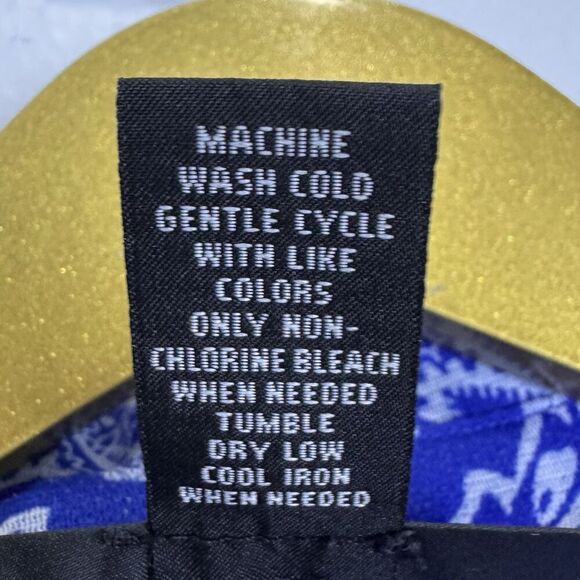 MACHINE
WASH COLD
GENTLE CYCLE
WITH LIKE
COLORS
ONLY NON-
CHLORINE BLEACH
WHEN NEEDED
TUMBLE
DRY LOW
COOL IRON
WHEN NEEDED